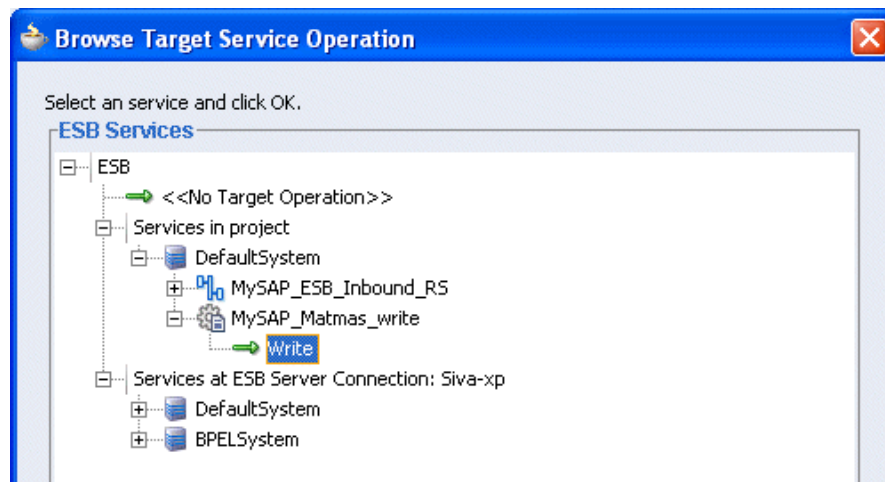 Browse Target Service Operation
Select an service and click OK.
ESB Services
ESB
<<No Target Operation>>
Services in project
DefaultSystem
MySAP_ESB_Inbound_RS
MySAP_Matmas_write
Write
Services at ESB Server Connection: Siva-xp
DefaultSystem
BPELSystem